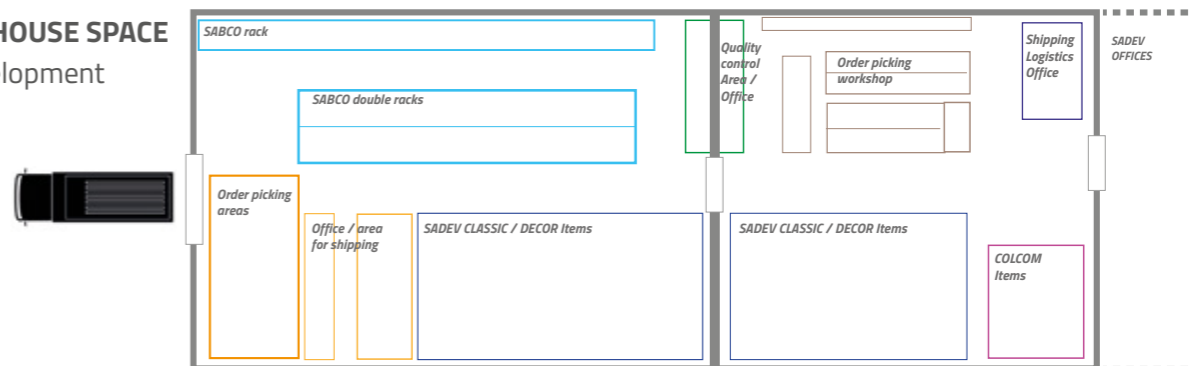 HOUSE SPACE
elopment
SABCO rack
SABCO double racks
Quality
control
Area /
Office
Order picking
workshop
Shipping
Logistics
Office
SADEV
OFFICES
Order picking
areas
Office / area
for shipping
SADEV CLASSIC / DECOR Items
SADEV CLASSIC / DECOR Items
COLCOM
Items